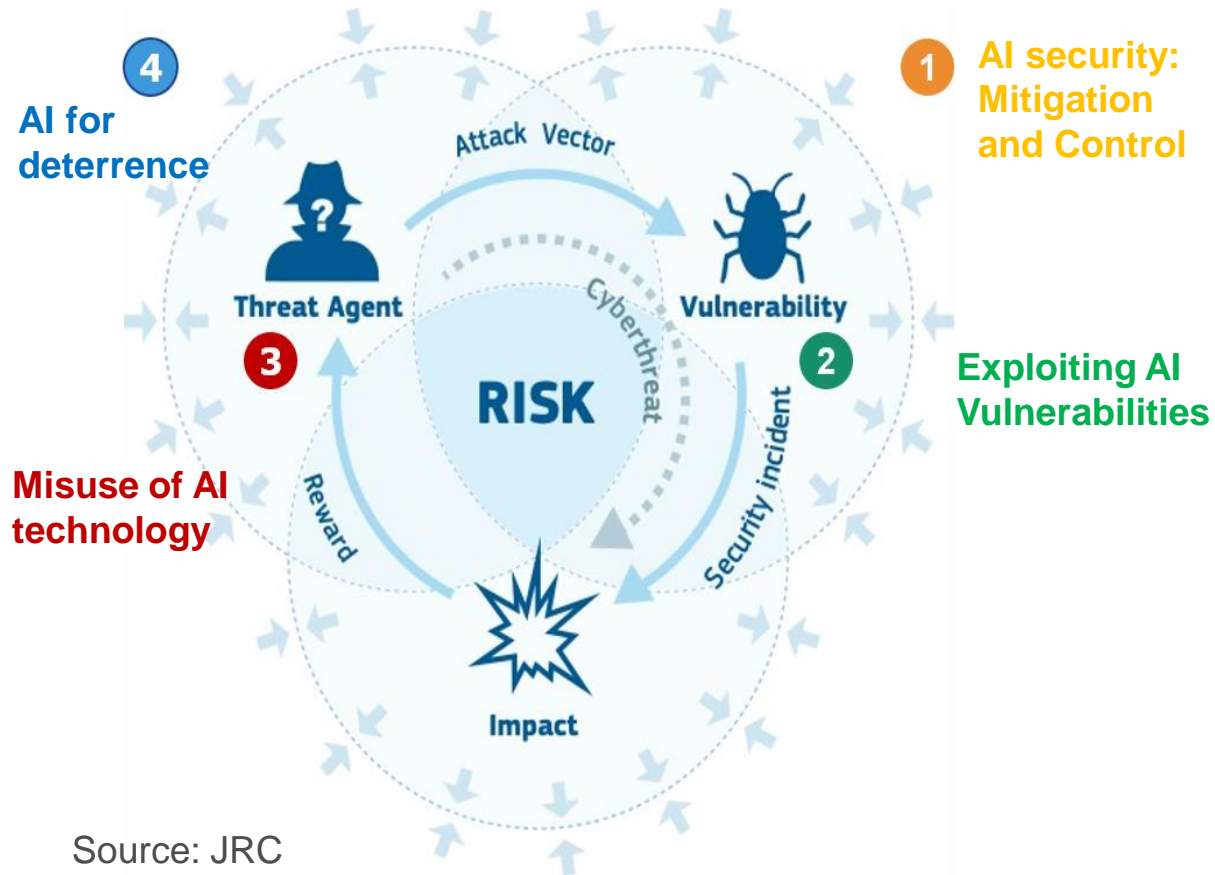 4
1
AI security:
Mitigation
and Control
AI for
deterrence
Attack Vector
?
Threat Agent
Vulnerability
Cyberthreat
3
2
RISK
Exploiting AI
Vulnerabilities
Misuse of AI
technology
Reward
Security incident
Impact
Source: JRC